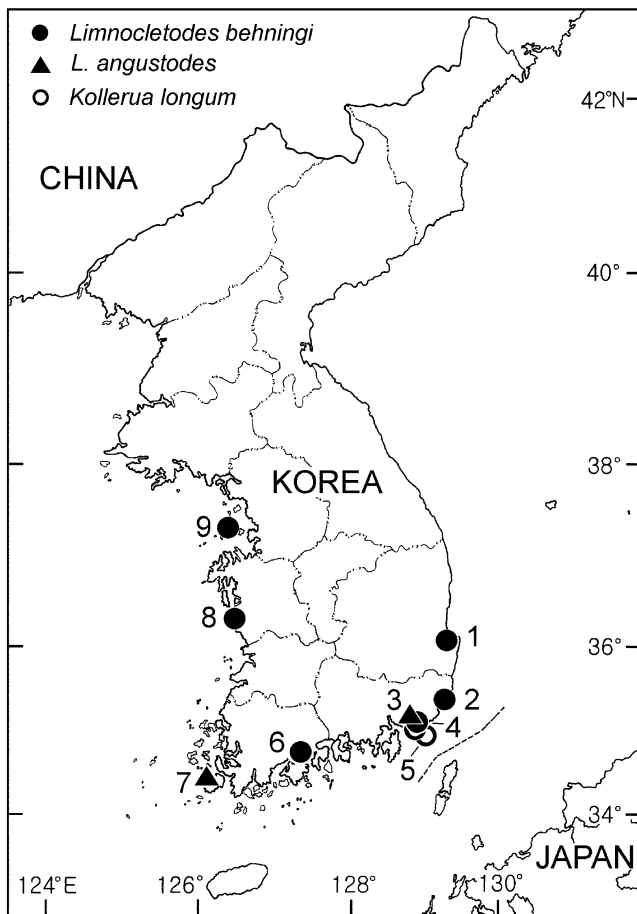 Limnocletodes behningi
L. angustodes
Kollerua longum
42°N
CHINA
40°
38°
KOREA
9
8
1
36°
3
2
4
6
5
7
34°
JAPAN
124°E 126° 128° 130°